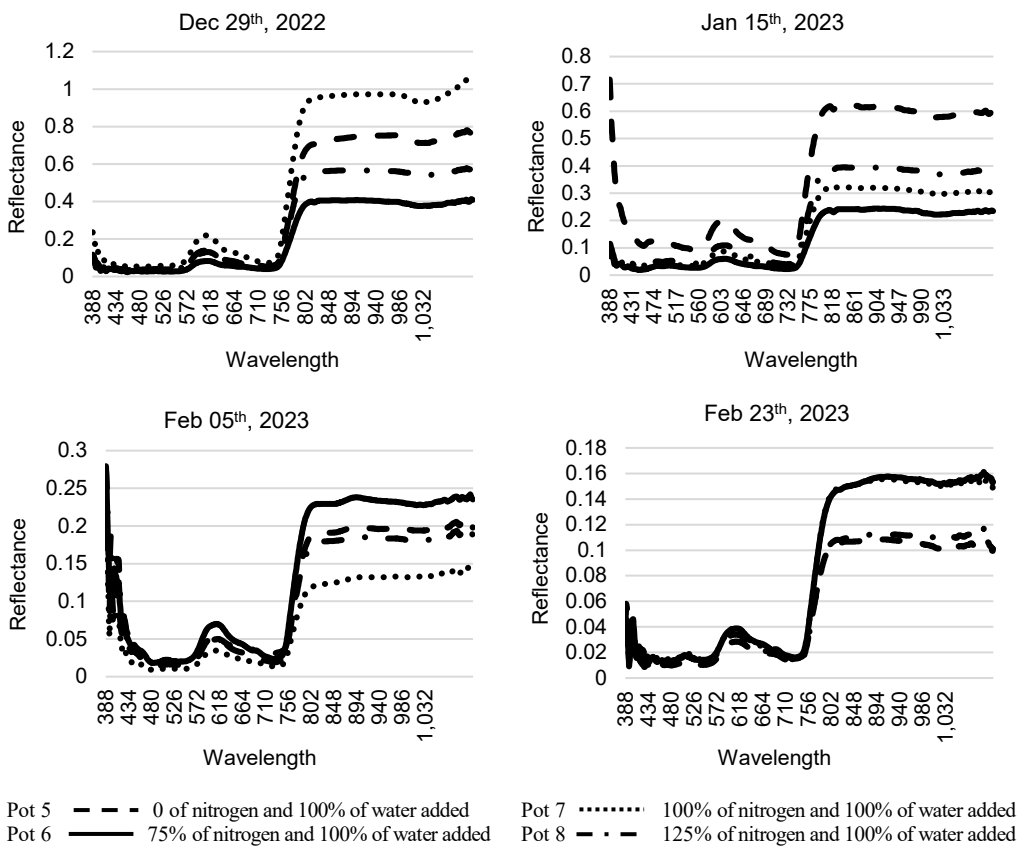 Dec 29th, 2022
1.2
1
0.8
0.6
0.4
0.2
0
Reflectance
388 434 480 526 572 618 664 710 756 802 848 894 940 986 1,032
Wavelength
Jan 15th, 2023
0.8
0.7
0.6
0.5
0.4
0.3
0.2
0.1
0
Reflectance
388 431 474 517 560 603 646 689 732 775 818 861 904 947 990 1,033
Wavelength
Feb 05th, 2023
0.3
0.25
0.2
0.15
0.1
0.05
0
Reflectance
388 434 480 526 572 618 664 710 756 802 848 894 940 986 1,032
Wavelength
Feb 23th, 2023
0.18
0.16
0.14
0.12
0.1
0.08
0.06
0.04
0.02
0
Reflectance
388 434 480 526 572 618 664 710 756 802 848 894 940 986 1,032
Wavelength
Pot 5 0 of nitrogen and 100% of water added
Pot 6 75% of nitrogen and 100% of water added
Pot 7 100% of nitrogen and 100% of water added
Pot 8 125% of nitrogen and 100% of water added